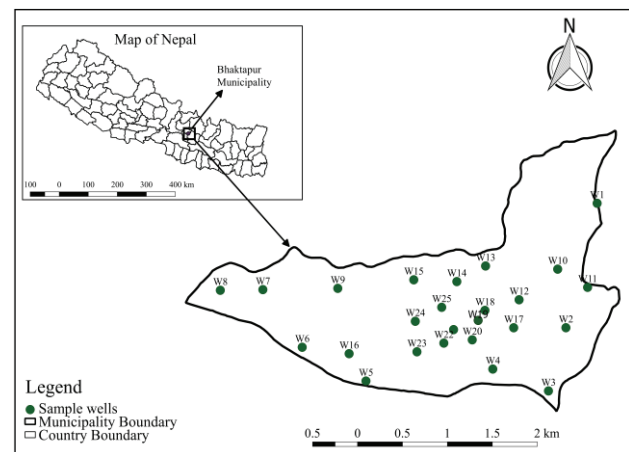 Map of Nepal
N
Bhaktapur
Municipality
100 0 100 200 300 400 km
W1
W13
W10
W15
W14
W11
W8
W7
W9
W12
W25
W18
W24
W19
W17
W2
W6
W22
W20
W16
W23
W4
W5
W3
Legend
Sample wells
Municipality Boundary
Country Boundary
0.5 0 0.5 1 1.5 2 km